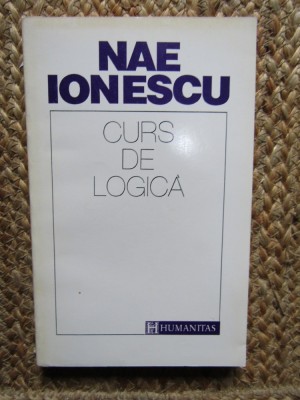 NAE
IONESCU
CURS
DE
LOGICĂ
HUMANITAS